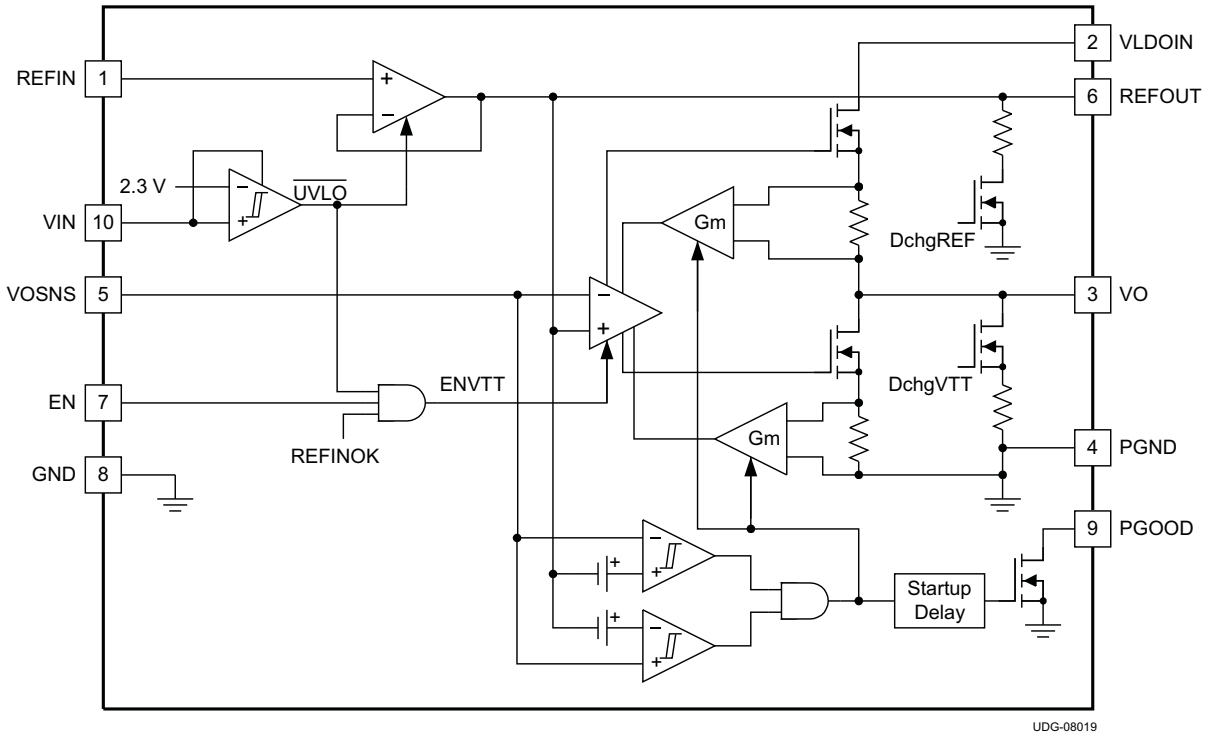 2 VLDOIN
REFIN 1
+
6 REFOUT
−
2.3 V
−
UVLO
+
VIN 10
Gm
DchgREF
VOSNS 5
−
3 VO
+
ENVTT
DchgVTT
EN 7
REFINOK
Gm
4 PGND
GND 8
9 PGOOD
−
+
+
Startup
Delay
+
−
+
UDG-08019